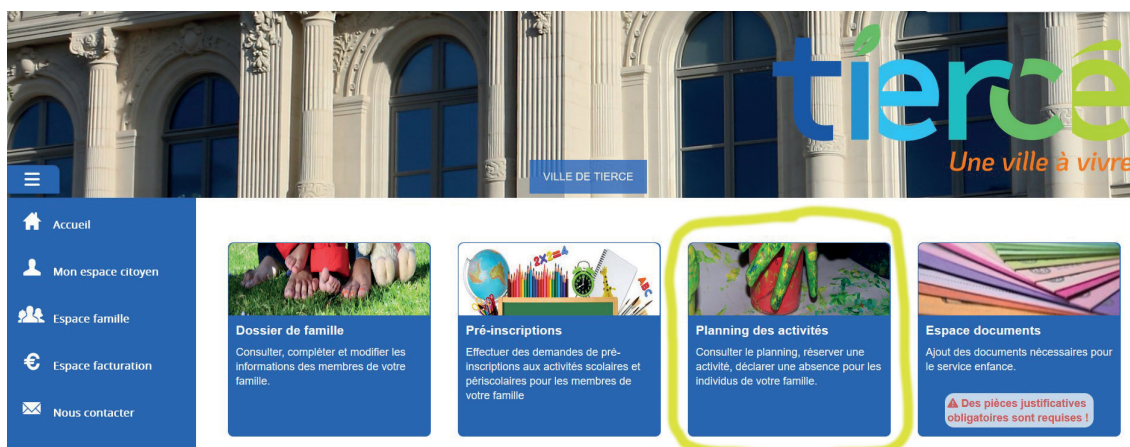 tiercé
Une ville à vivre
VILLE DE TIERCE
Accueil
Mon espace citoyen
Espace famille
Espace facturation
Nous contacter
Dossier de famille
Consulter, compléter et modifier les
informations des membres de votre
famille.
2x2=4
ABC
Pré-inscriptions
Effectuer des demandes de pré-
inscriptions aux activités scolaires et
périscolaires pour les membres de
votre famille
Planning des activités
Consulter le planning, réserver une
activité, déclarer une absence pour les
individus de votre famille.
Espace documents
Ajout des documents nécessaires pour
le service enfance.
Des pièces justificatives
obligatoires sont requises !